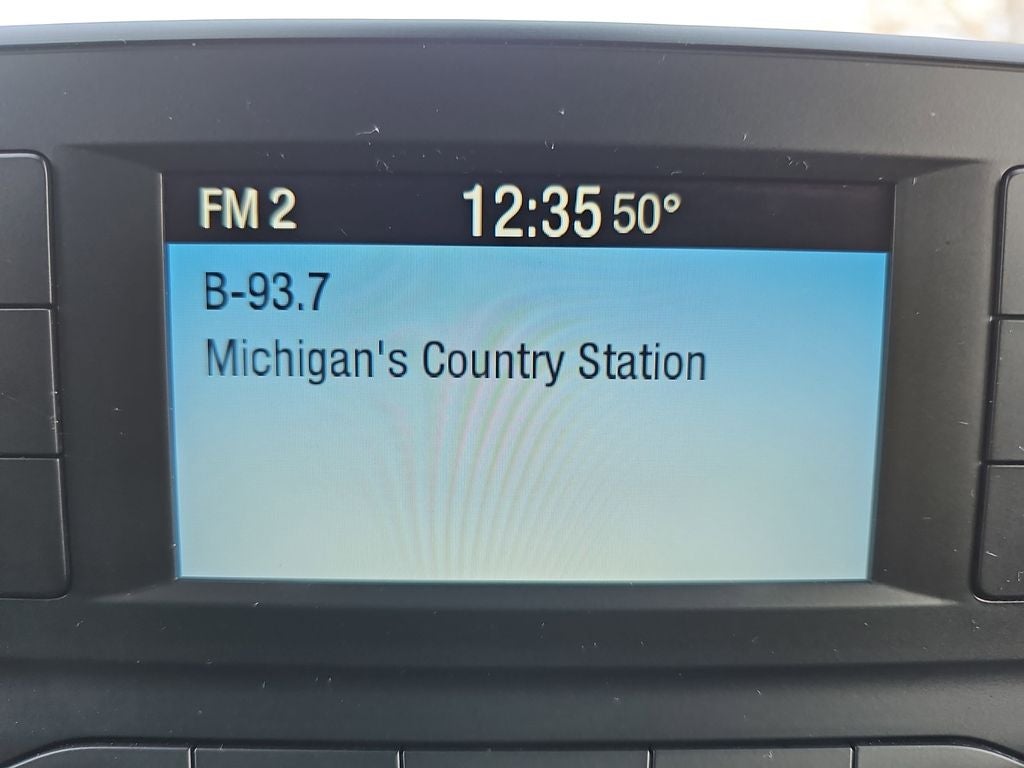 FM 2 12:35 50°
B-93.7
Michigan's Country Station